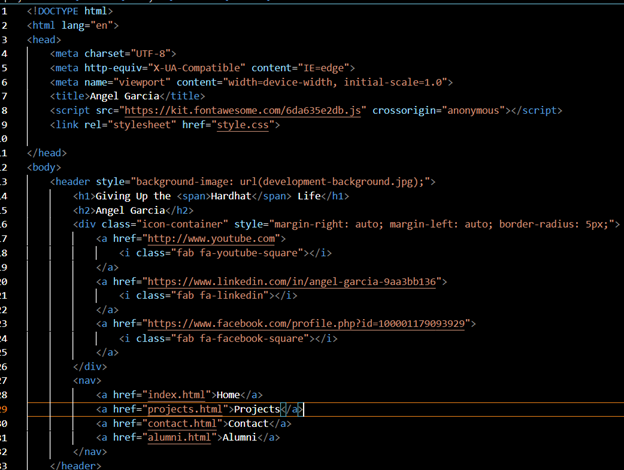 1 <!DOCTYPE html>
2 <html lang="en">
3 <head>
4 <meta charset="UTF-8">
5 <meta http-equiv="X-UA-Compatible" content="IE=edge">
6 <meta name="viewport" content="width=device-width, initial-scale=1.0">
7 <title>Angel Garcia</title>
8 <script src="https://kit.fontawesome.com/6da635e2db.js" crossorigin="anonymous"></script>
9 <link rel="stylesheet" href="style.css">
10
11 </head>
12 <body>
13 <header style="background-image: url(development-background.jpg);">
14 <h1>Giving Up the <span>Hardhat</span> Life</h1>
15 <h2>Angel Garcia</h2>
16 <div class="icon-container" style="margin-right: auto; margin-left: auto; border-radius: 5px;">
17 <a href="http://www.youtube.com">
18 <i class="fab fa-youtube-square"></i>
19 </a>
20 <a href="https://www.linkedin.com/in/angel-garcia-9aa3bb136">
21 <i class="fab fa-linkedin"></i>
22 </a>
23 <a href="https://www.facebook.com/profile.php?id=100001179093929">
24 <i class="fab fa-facebook-square"></i>
25 </a>
26 </div>
27 <nav>
28 <a href="index.html">Home</a>
29 <a href="projects.html">Projects</a>
30 <a href="contact.html">Contact</a>
31 <a href="alumni.html">Alumni</a>
32 </nav>
33 </header>